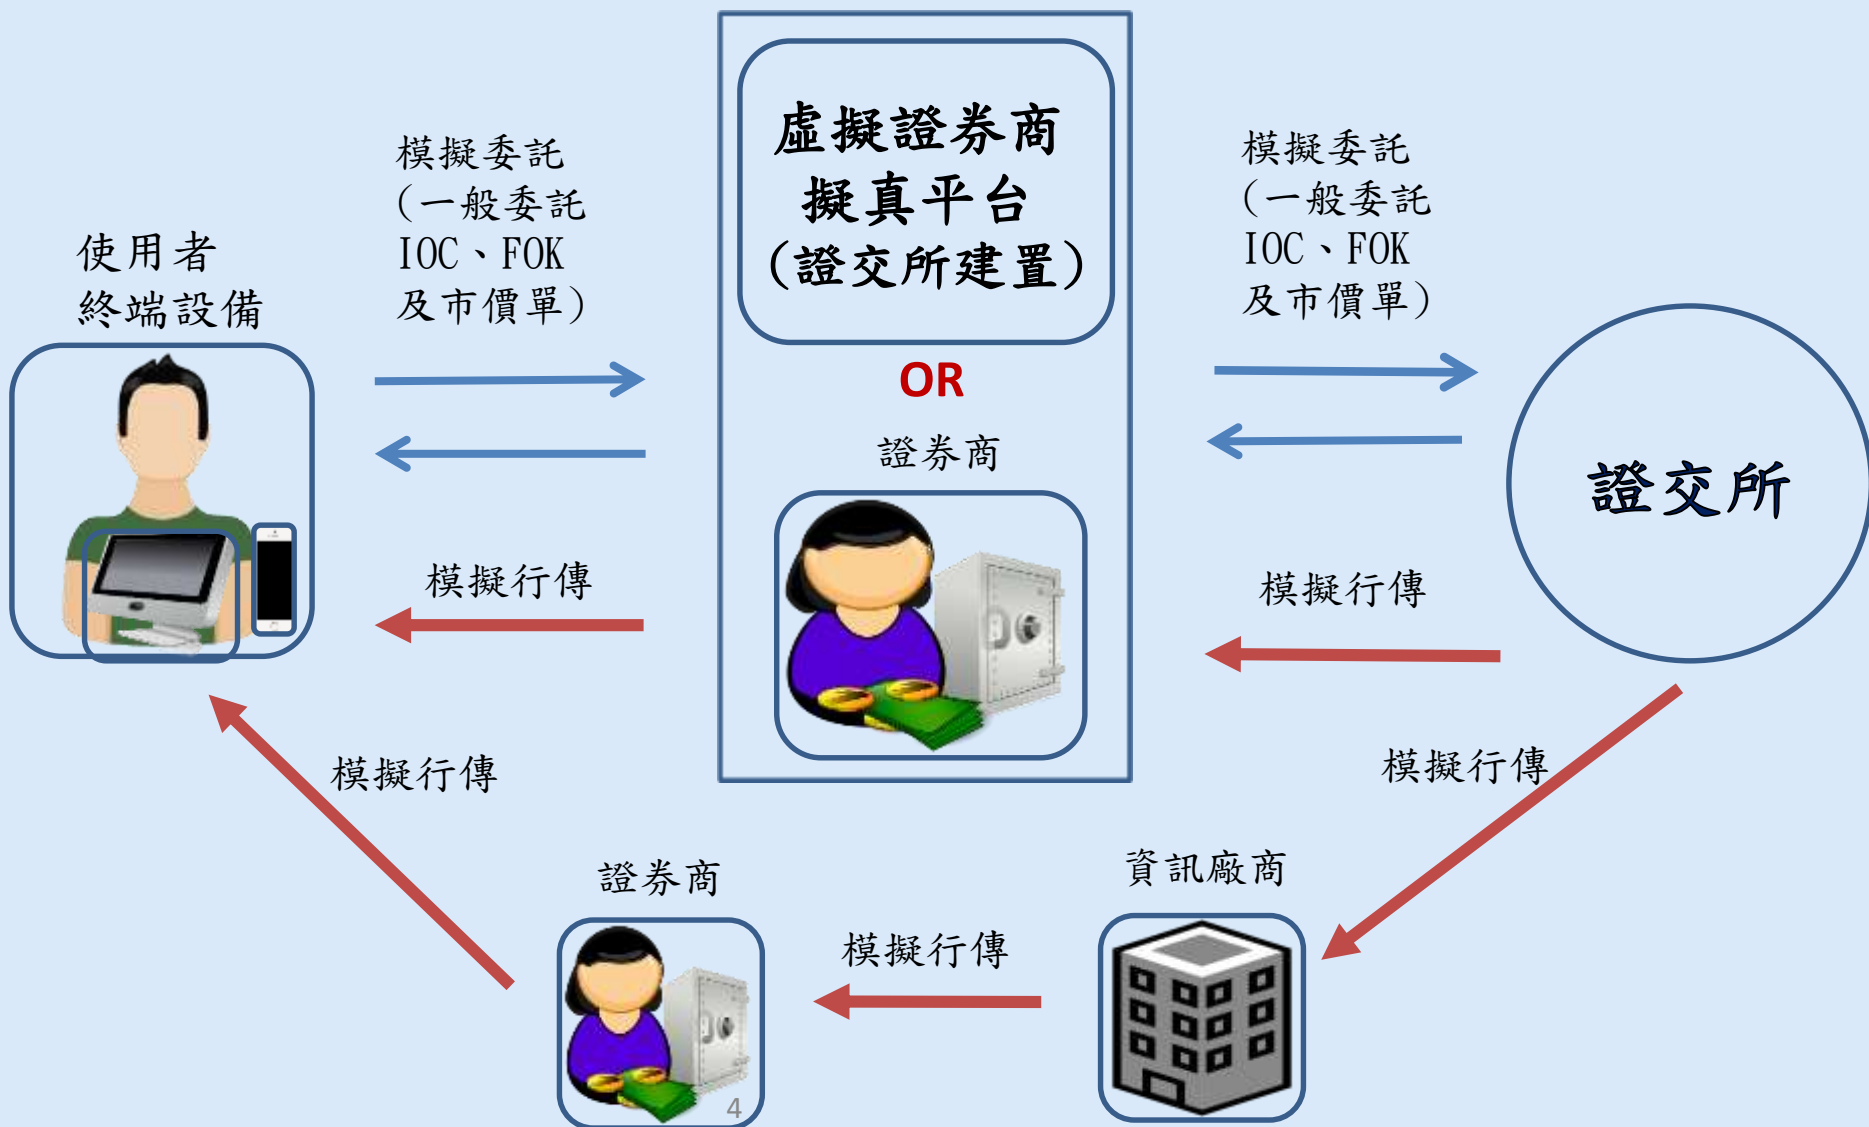 虛擬證券商
擬真平台
(證交所建置)
模擬委託
(一般委託
IOC、FOK
及市價單)
模擬委託
(一般委託
IOC、FOK
及市價單)
使用者
終端設備
OR
證券商
證交所
模擬行傳
模擬行傳
模擬行傳
模擬行傳
證券商
資訊廠商
模擬行傳
4